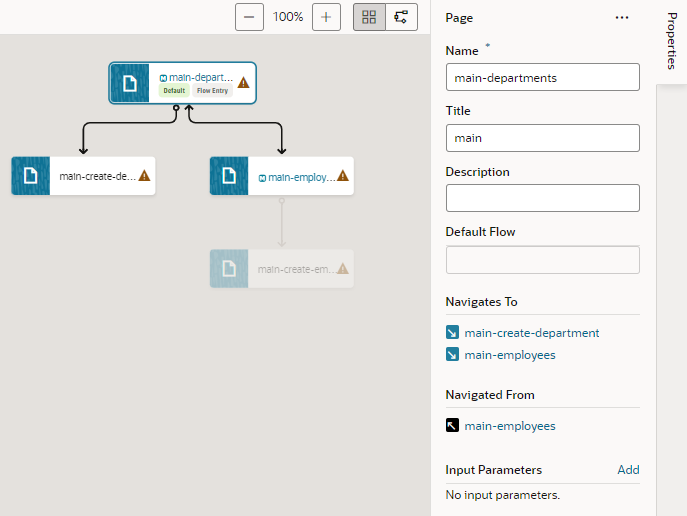 100%
main-depart...
Default
Flow Entry
main-create-de...
main-employ...
main-create-em...
Page
Name *
main-departments
Title
main
Description
Default Flow
Navigates To
main-create-department
main-employees
Navigated From
main-employees
Input Parameters Add
No input parameters.
Properties